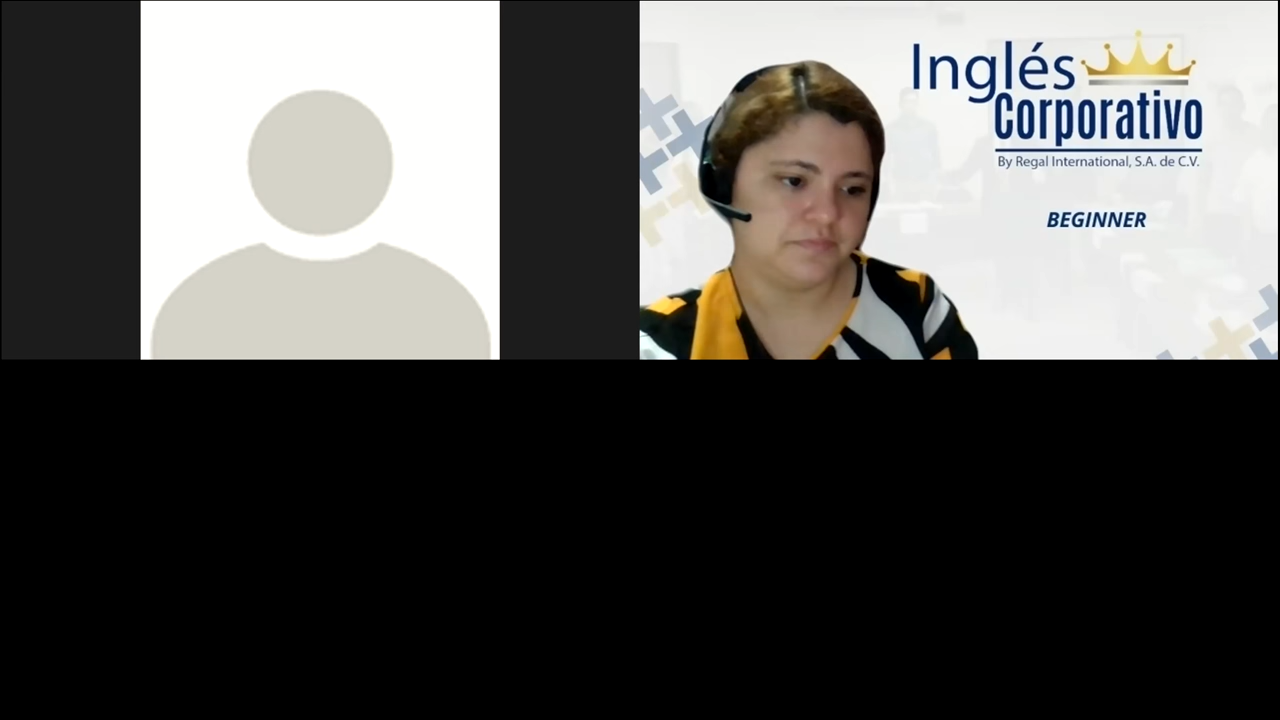 Inglés
Corporativo
By Regal International, S.A. de C.V.
BEGINNER